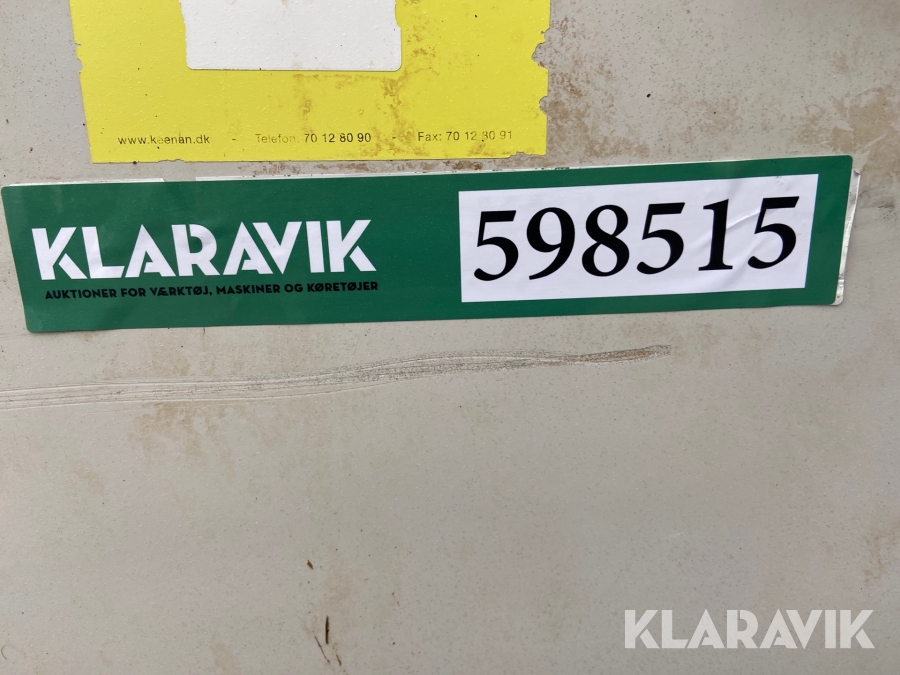 www.keenan.dk - Telefon: 70 12 80 90 - Fax: 70 12 80 91
KLARAVIK
AUKTIONER FOR VÆRKTØJ, MASKINER OG KØRETØJER
598515
KLARAVIK